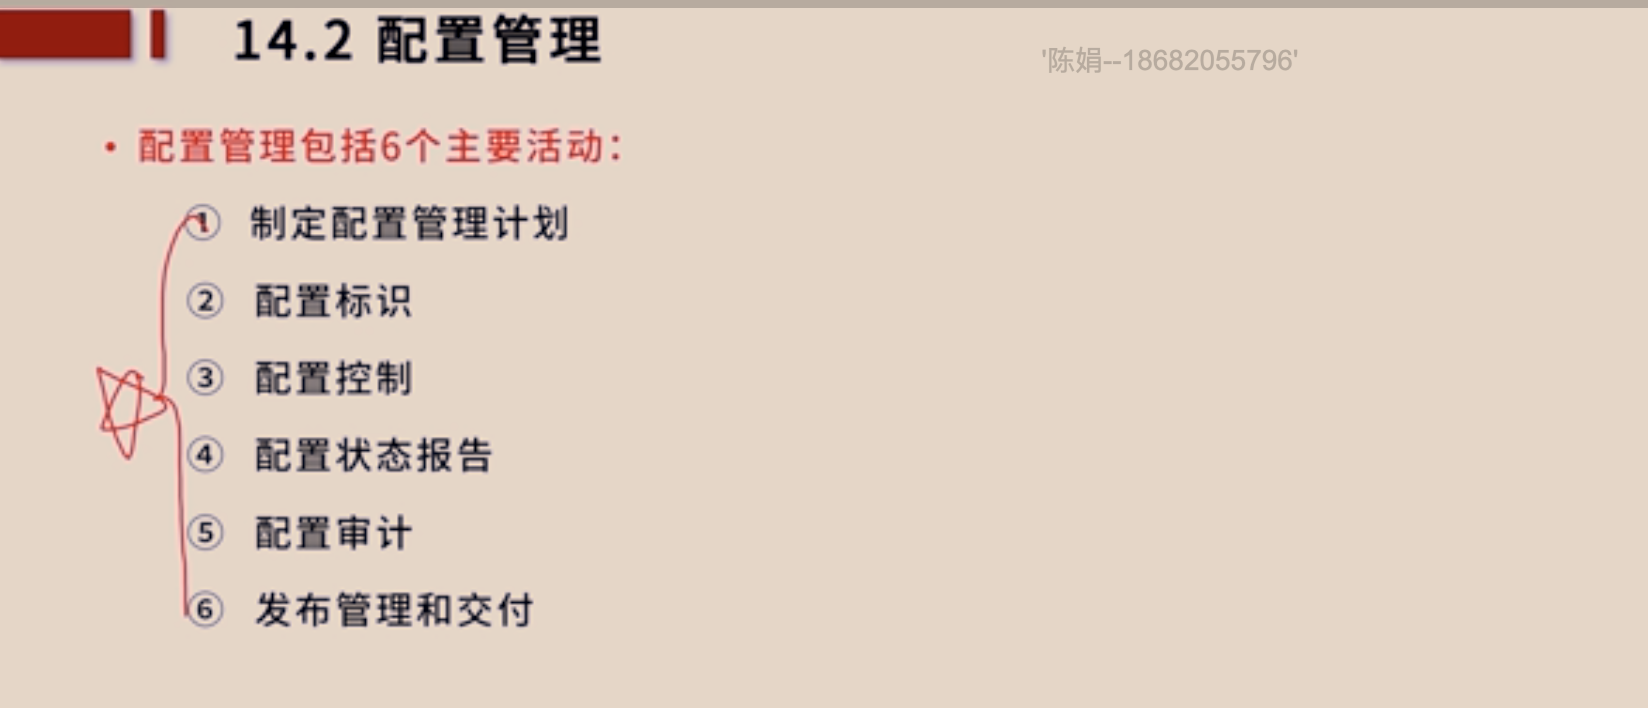 14.2 配置管理
'陈娟--18682055796'
• 配置管理包括6个主要活动：
① 制定配置管理计划
② 配置标识
③ 配置控制
④ 配置状态报告
⑤ 配置审计
⑥ 发布管理和交付